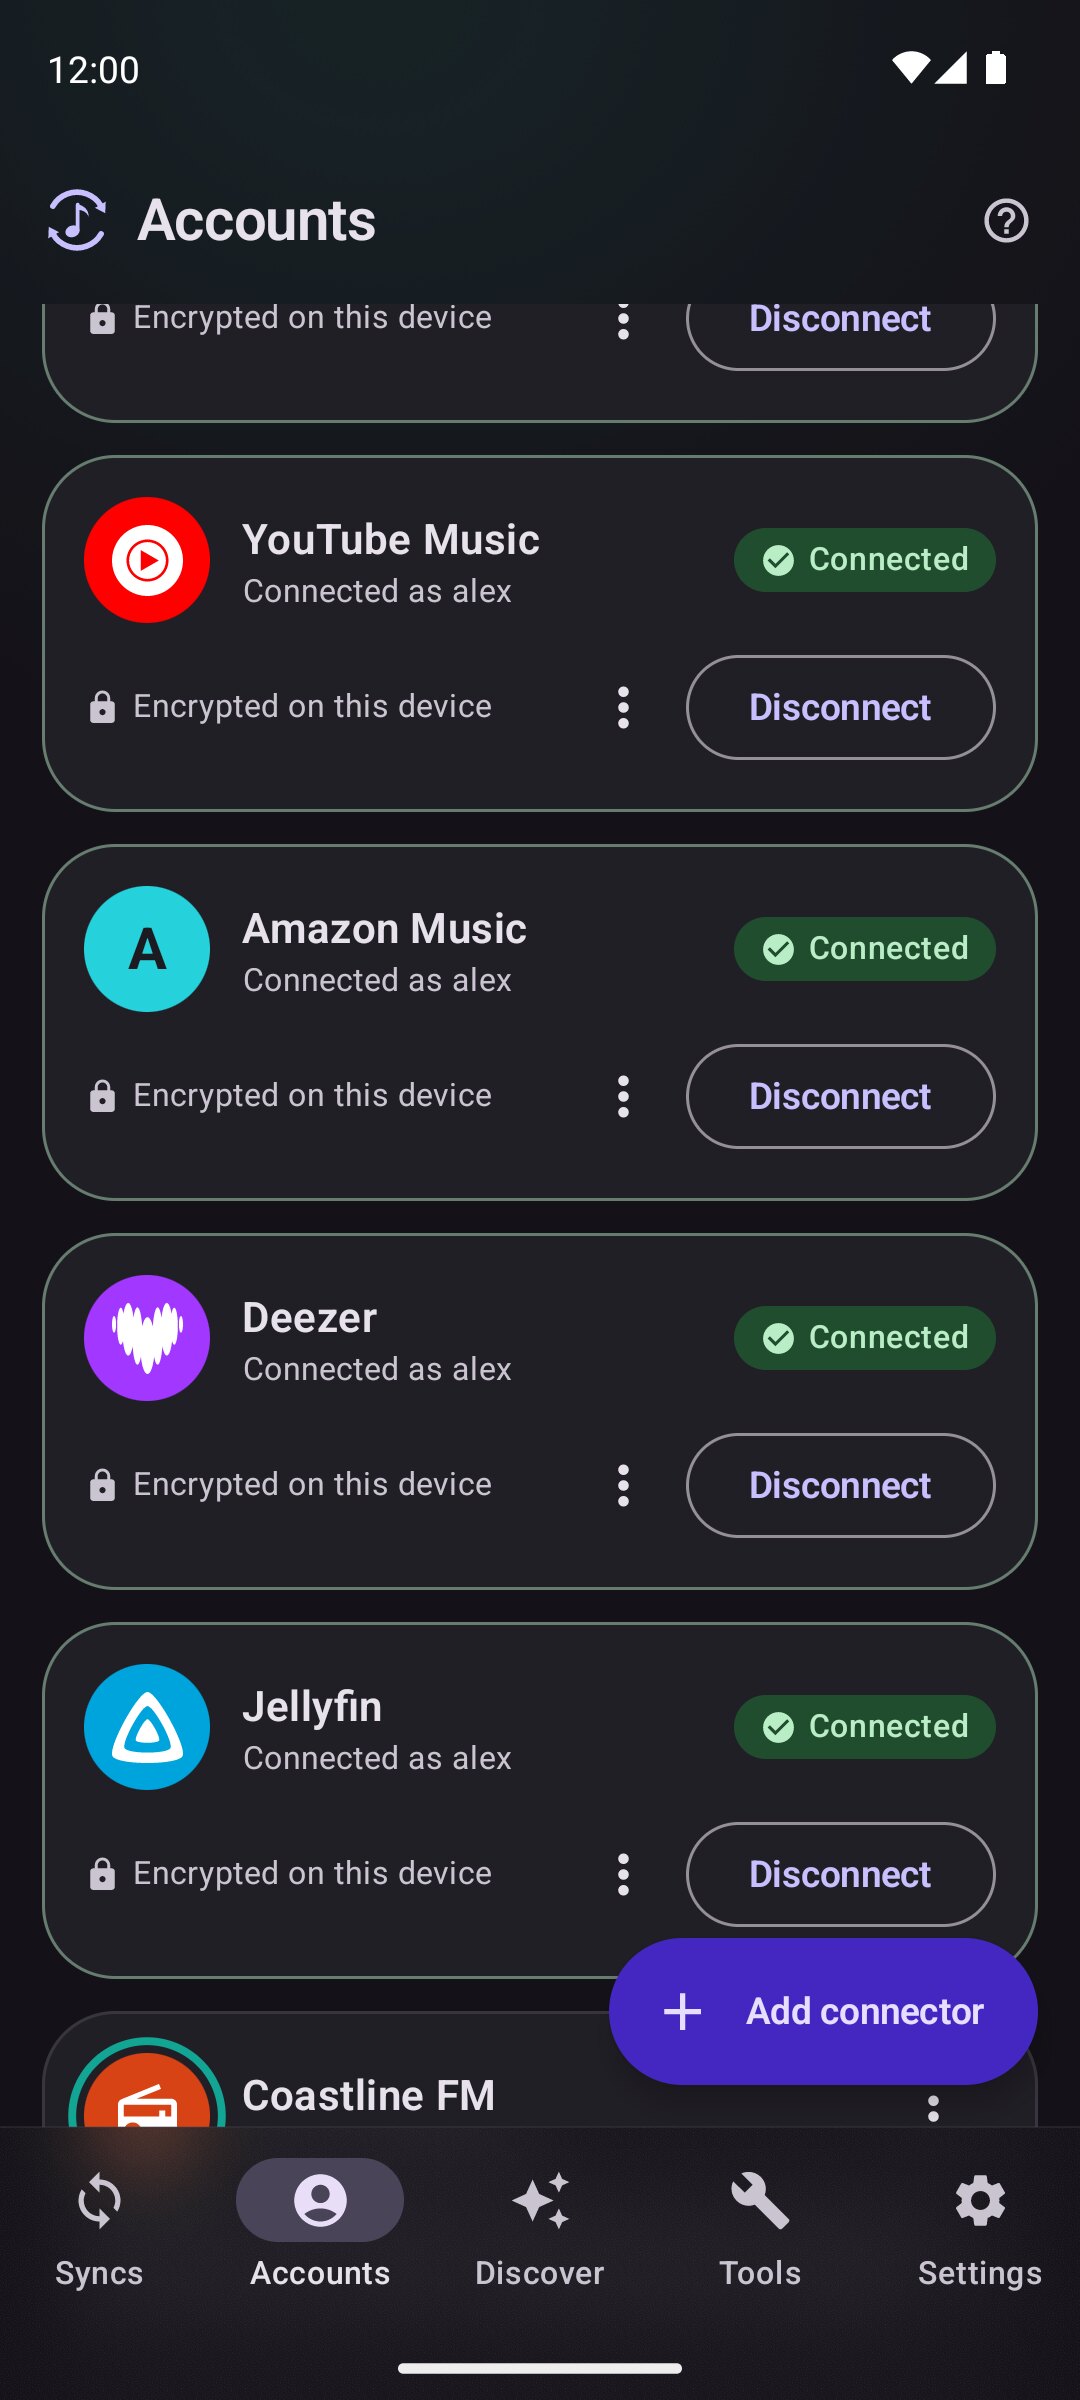 12:00
Accounts
Encrypted on this device
Disconnect
YouTube Music
Connected as alex
Connected
Encrypted on this device
Disconnect
A
Amazon Music
Connected as alex
Connected
Encrypted on this device
Disconnect
Deezer
Connected as alex
Connected
Encrypted on this device
Disconnect
Jellyfin
Connected as alex
Connected
Encrypted on this device
Disconnect
Add connector
Coastline FM
Syncs
Accounts
Discover
Tools
Settings